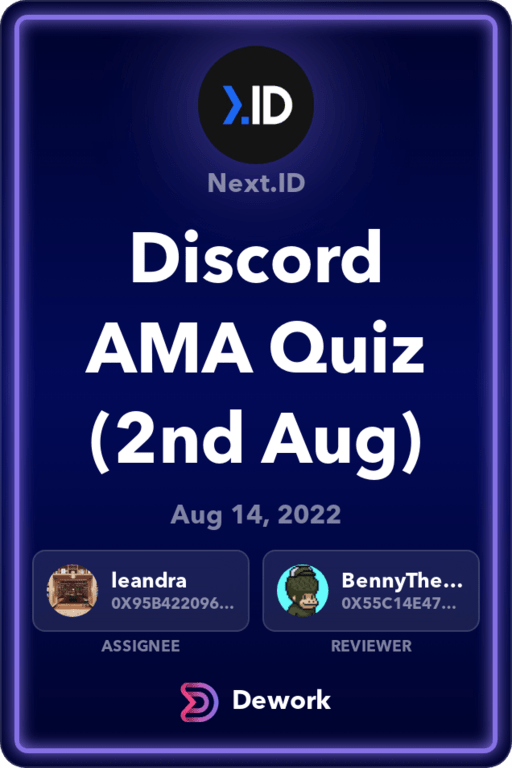 ID
Next.ID
Discord
AMA Quiz
(2nd Aug)
Aug 14, 2022
leandra
0X95B422096...
ASSIGNEE
BennyThe...
0X55C14E47...
REVIEWER
Dework